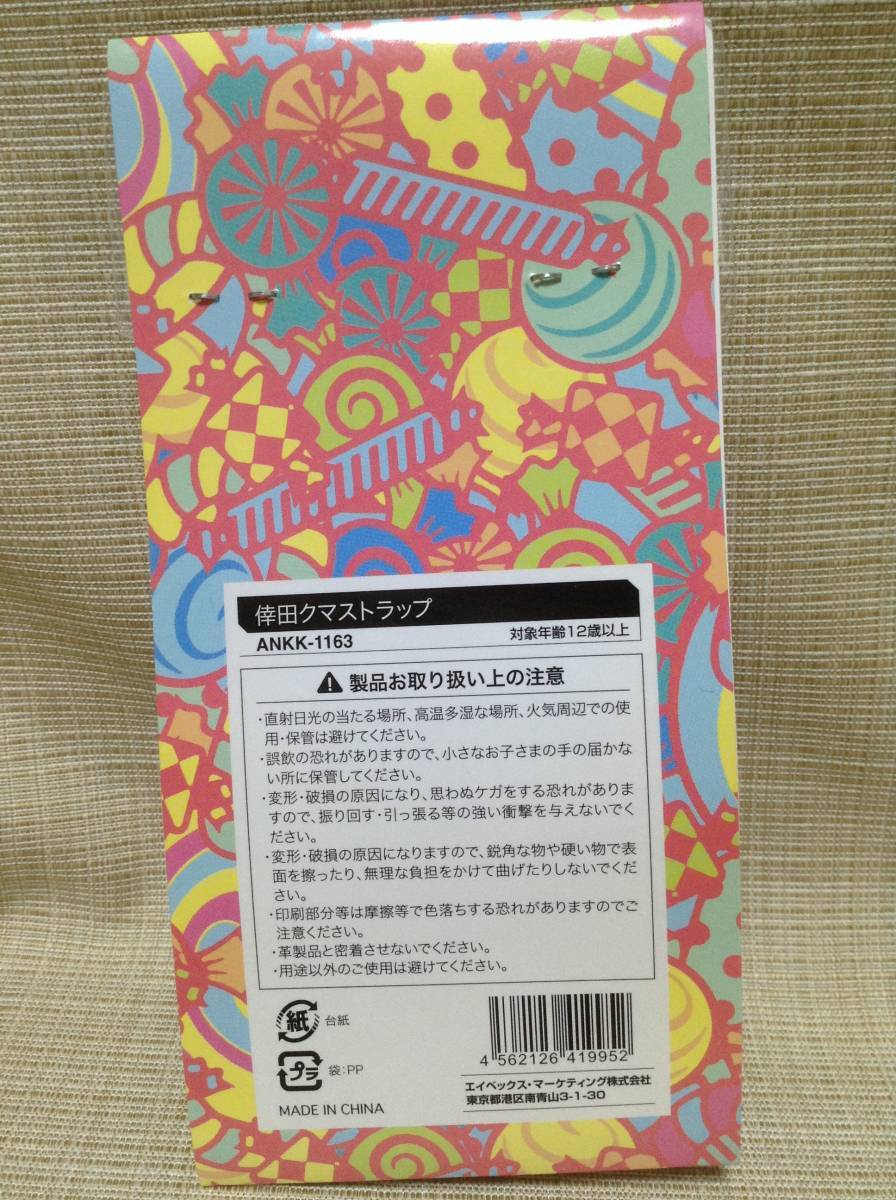 倖田クマストラップ
ANKK-1163 対象年齢12歳以上
製品お取り扱い上の注意
・直射日光の当たる場所、高温多湿な場所、火気周辺での使
用・保管は避けてください。
・誤飲の恐れがありますので、小さなお子さまの手の届かな
い所に保管してください。
・変形・破損の原因になり、思わぬケガをする恐れがありま
すので、振り回す・引っ張る等の強い衝撃を与えないでく
ださい。
・変形・破損の原因になりますので、鋭角な物や硬い物で表
面を擦ったり、無理な負担をかけて曲げたりしないでくだ
さい。
・印刷部分等は摩擦等で色落ちする恐れがありますのでご
注意ください。
・革製品と密着させないでください。
・用途以外のご使用は避けてください。
紙 台紙
プラ 袋:PP
MADE IN CHINA
4 562126 419952
エイベックス・マーケティング株式会社
東京都港区南青山3-1-30